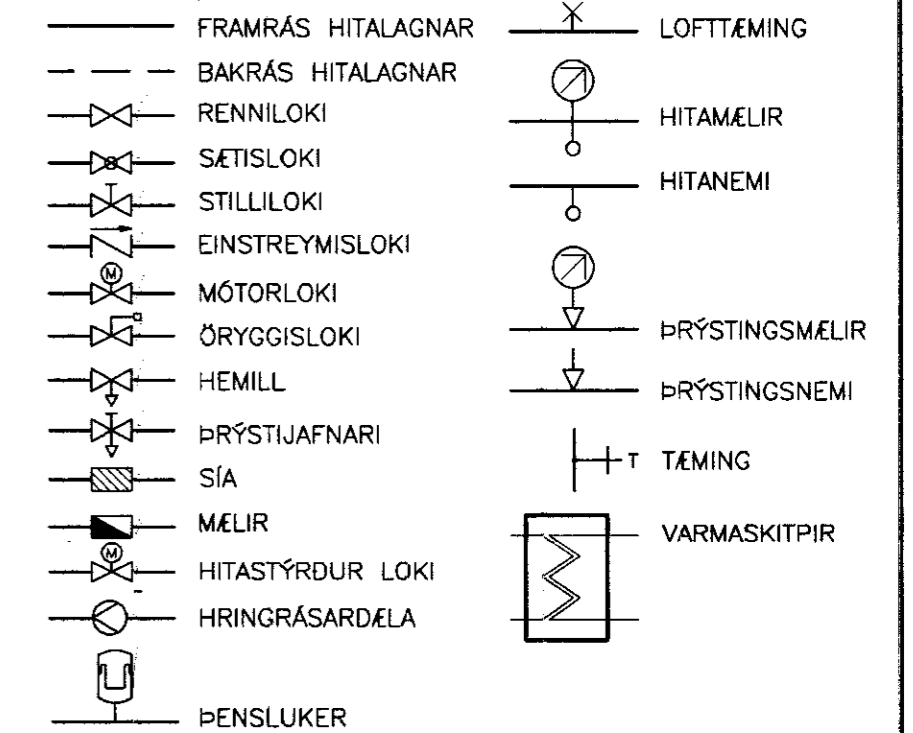 FRAMRÁS HITALAGNAR
BAKRÁS HITALAGNAR
RENNILOKI
SÆTISLOKI
STILLILOKI
EINSTREYMISLOKI
M
MÓTORLOKI
ÖRYGGISLOKI
HEMILL
ÞRÝSTIJAFNARI
SÍA
MÆLIR
M
HITASTÝRÐUR LOKI
HRINGRÁSARDÆLA
ÞENSLUKER
LOFTTÆMING
HITAMÆLIR
HITANEMI
ÞRÝSTINGSMÆLIR
ÞRÝSTINGSNEMI
T TÆMING
VARMASKITPIR